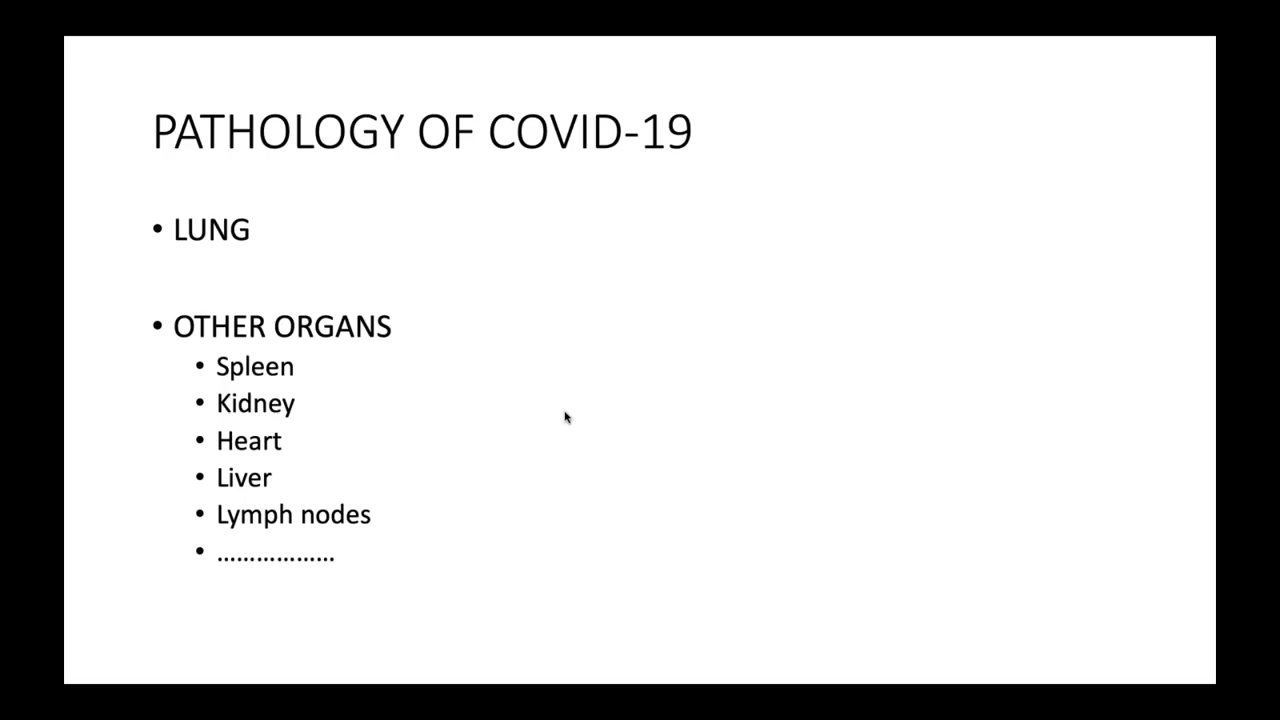 PATHOLOGY OF COVID-19
• LUNG
• OTHER ORGANS
• Spleen
• Kidney
• Heart
• Liver
• Lymph nodes
• ………………